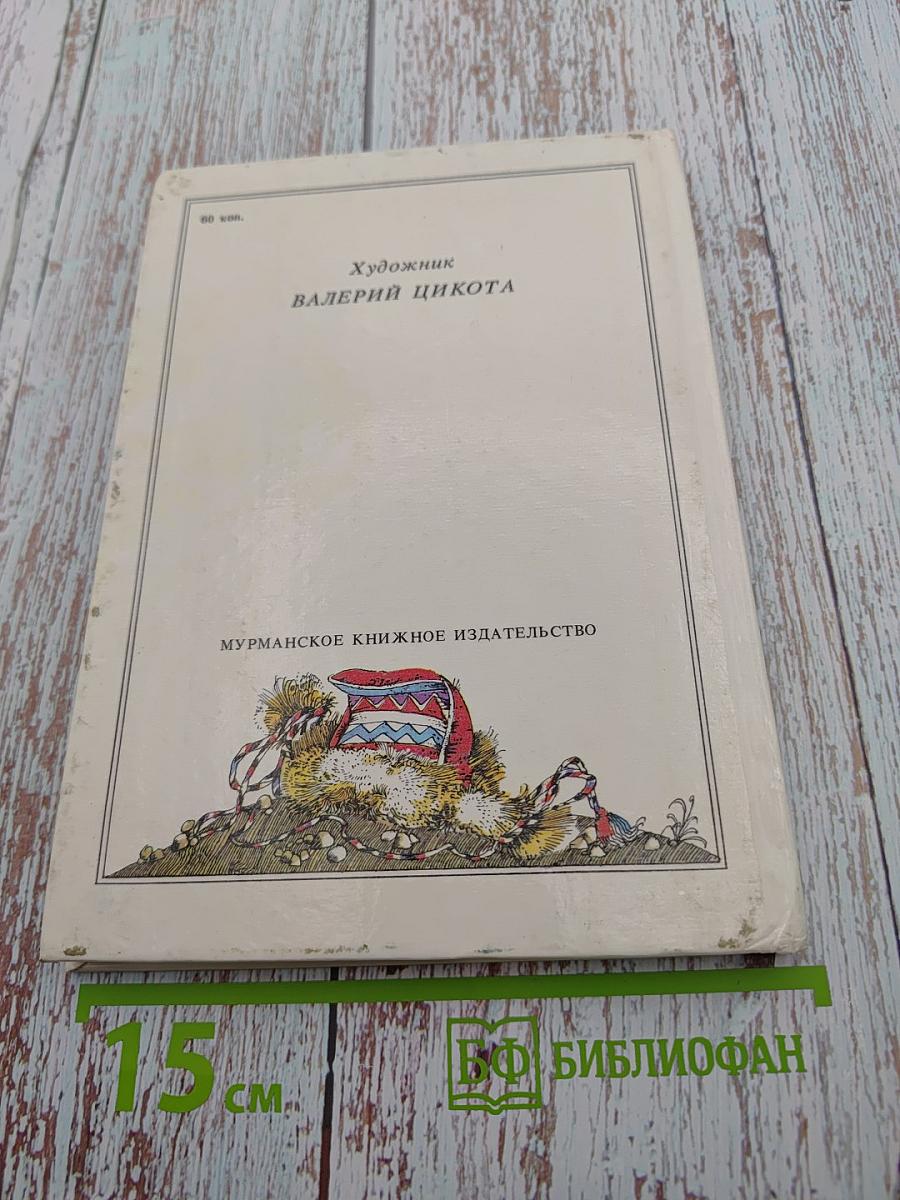 60 коп.
Художник
ВАЛЕРИЙ ЦИКОТА
МУРМАНСКОЕ КНИЖНОЕ ИЗДАТЕЛЬСТВО
15 см
БФ БИБЛИОФАН